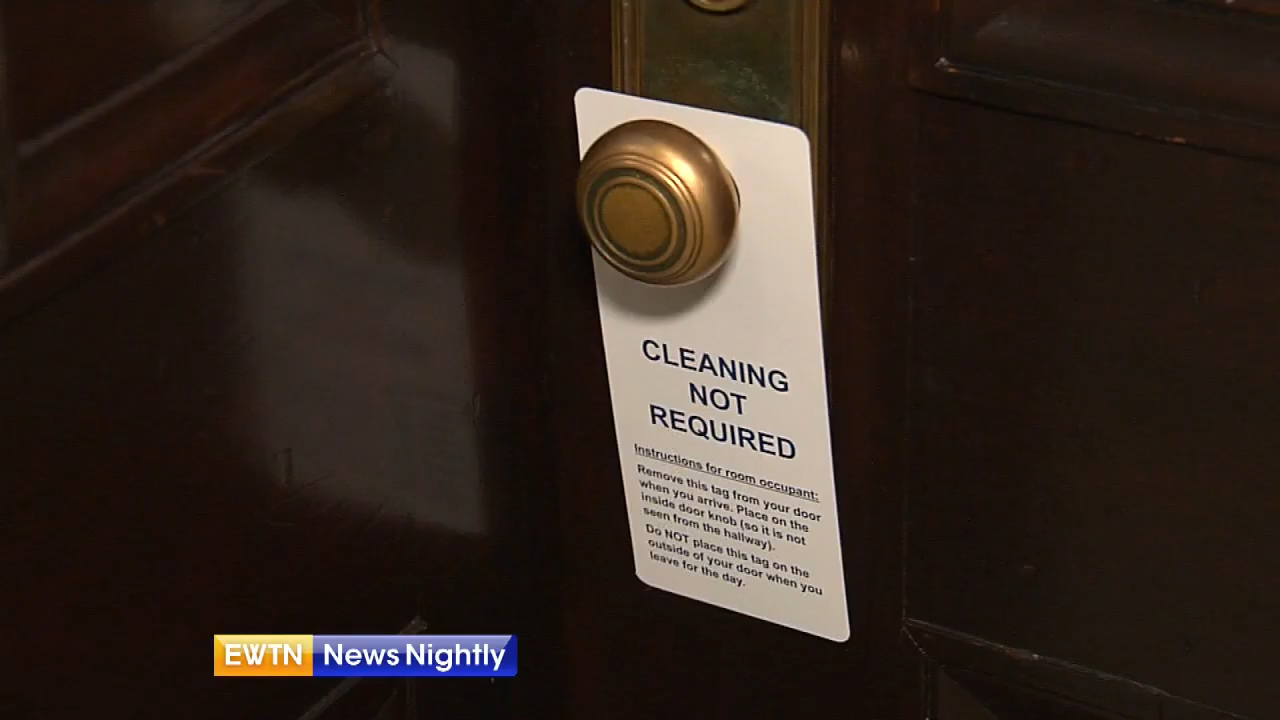 CLEANING
NOT
REQUIRED
Instructions for room occupant:
Remove this tag from your door
when you arrive. Place on the
inside door knob (so it is not
seen from the hallway).
Do NOT place this tag on the
outside of your door when you
leave for the day.
EWTN News Nightly